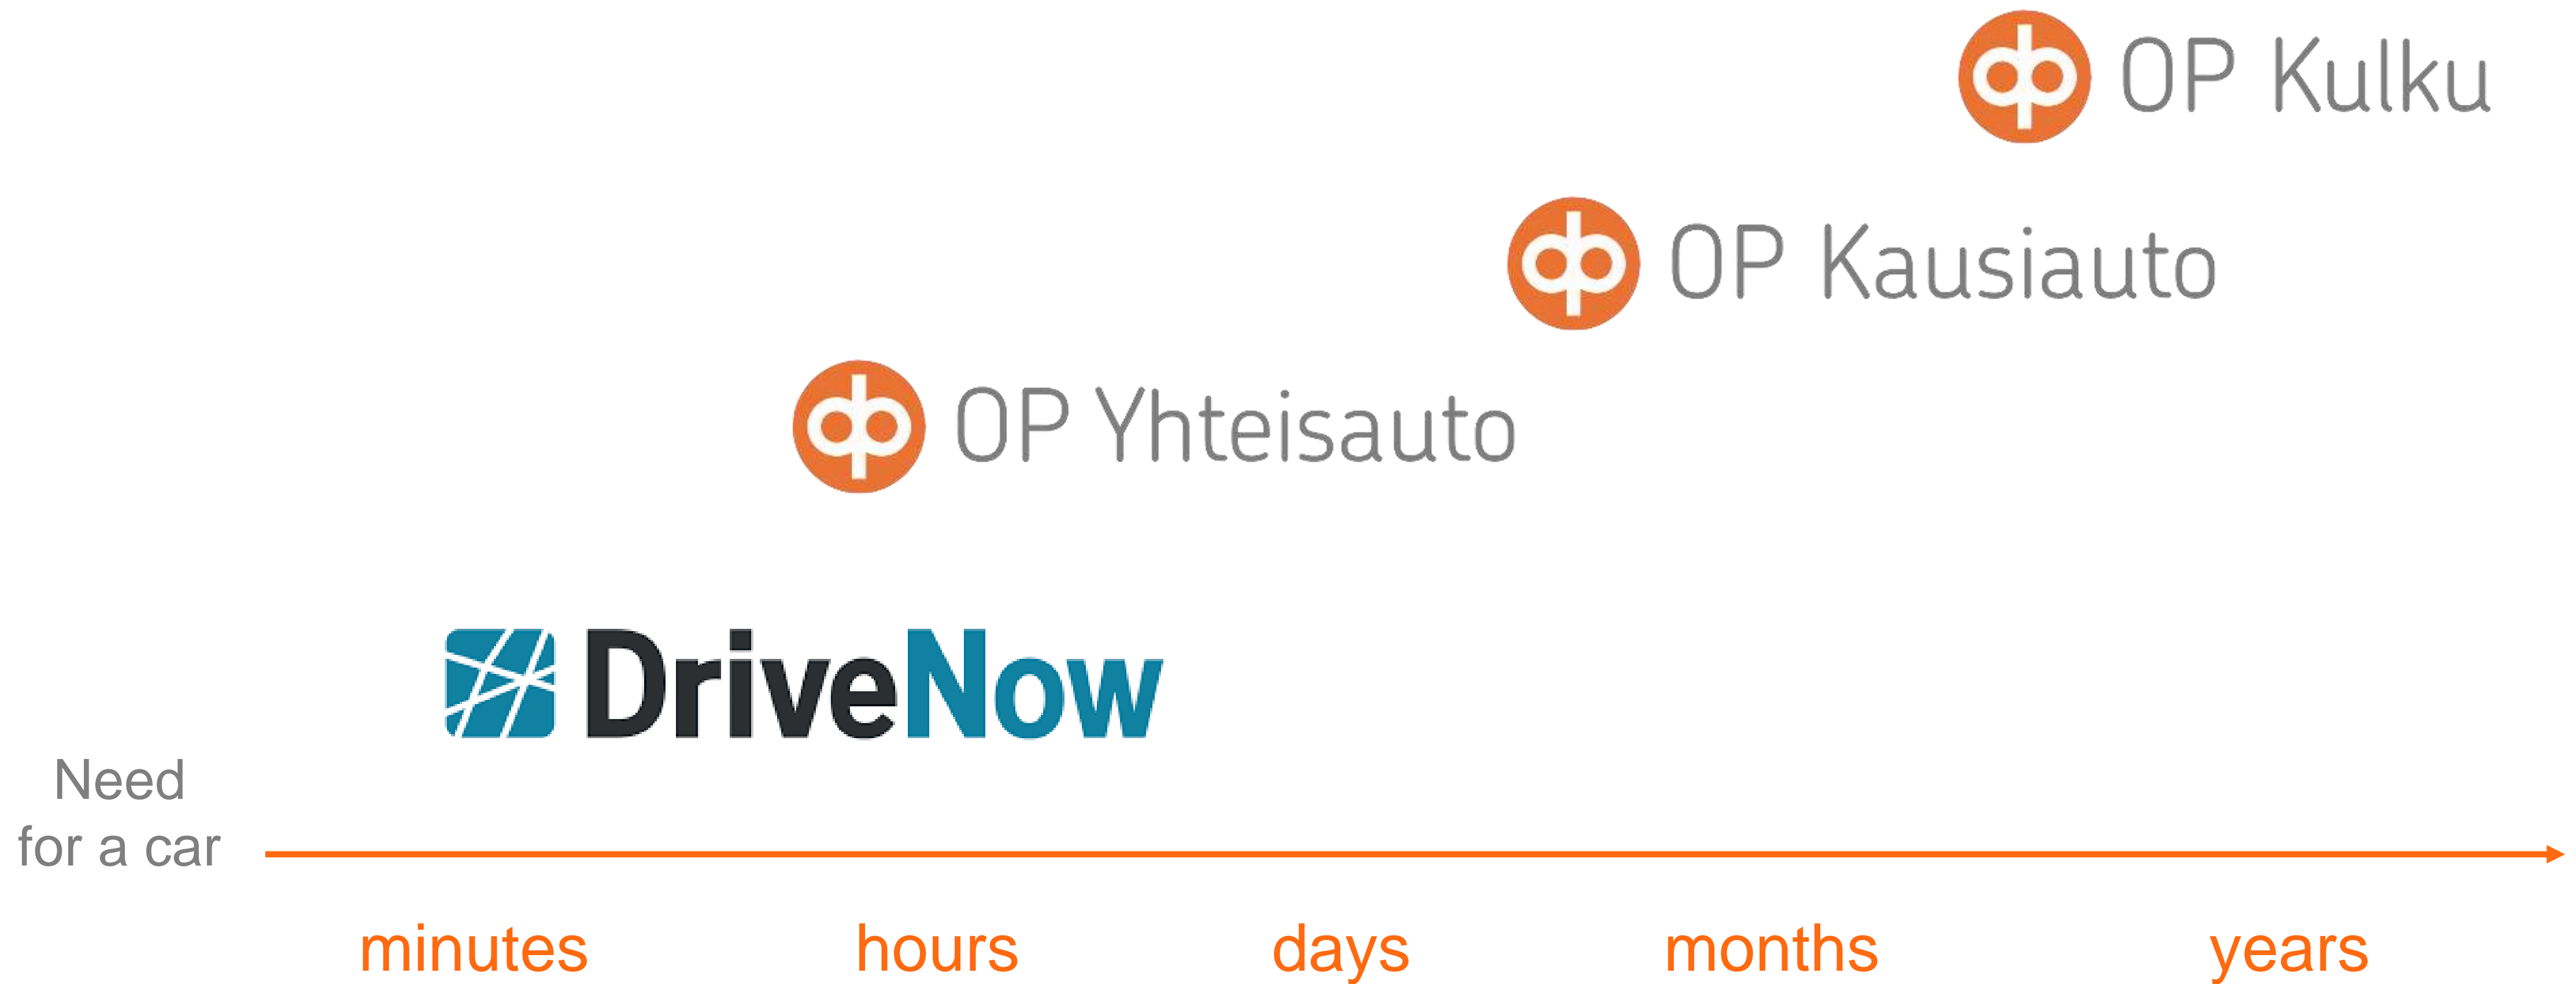 OP Kulku
OP Kausiauto
OP Yhteisauto
DriveNow
Need
for a car
minutes hours days months years